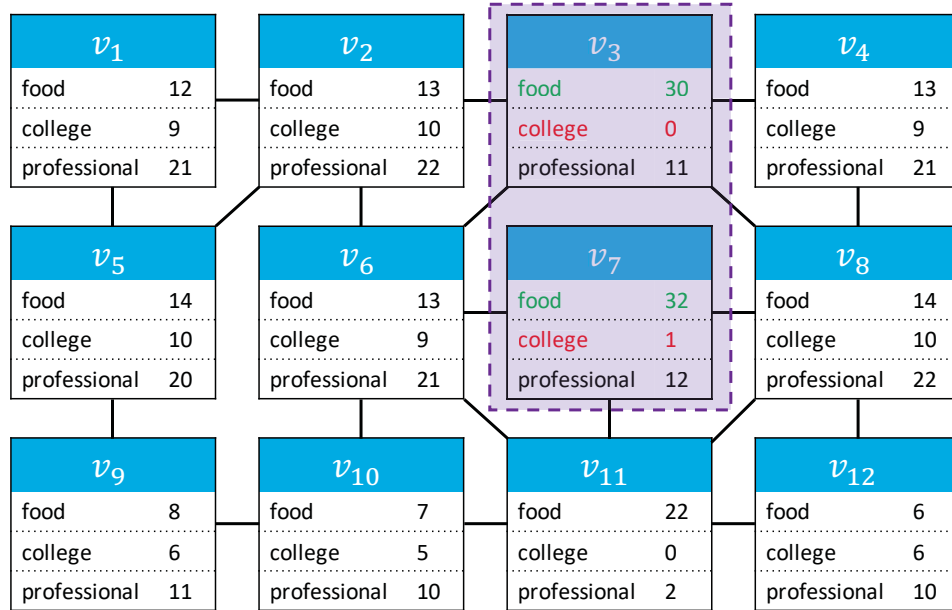 v₁
food 12
college 9
professional 21
v₂
food 13
college 10
professional 22
v₃
food 30
college 0
professional 11
v₄
food 13
college 9
professional 21
v₅
food 14
college 10
professional 20
v₆
food 13
college 9
professional 21
v₇
food 32
college 1
professional 12
v₈
food 14
college 10
professional 22
v₉
food 8
college 6
professional 11
v₁₀
food 7
college 5
professional 10
v₁₁
food 22
college 0
professional 2
v₁₂
food 6
college 6
professional 10